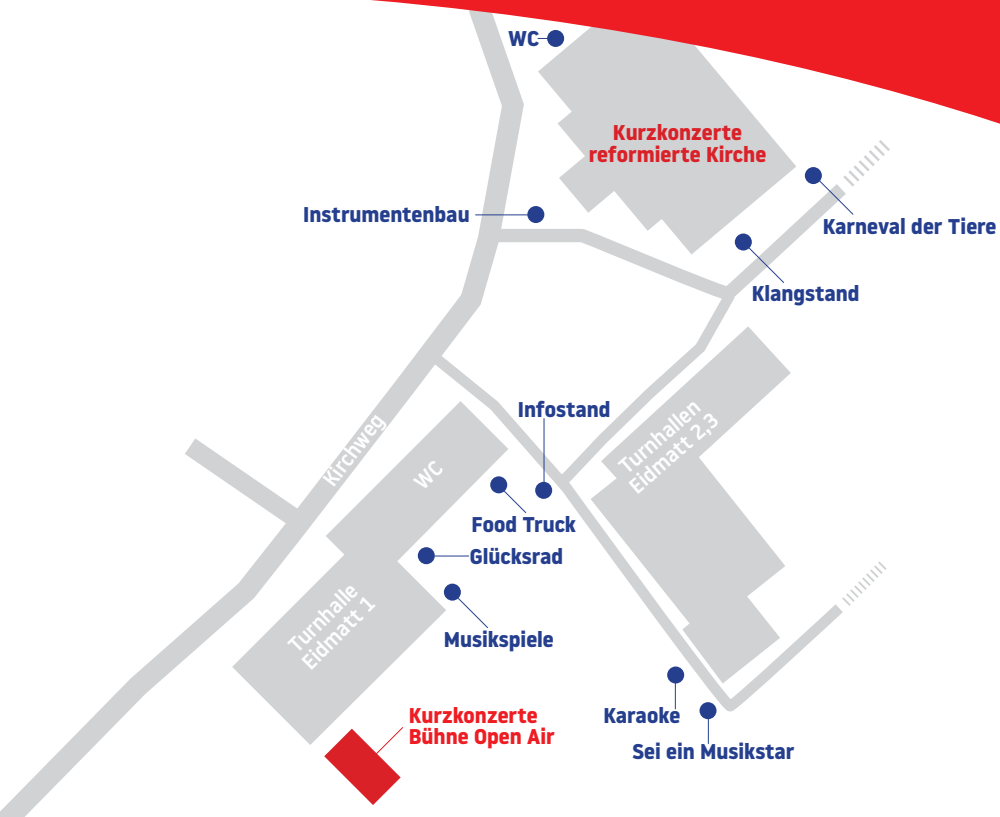 WC
Kurzkonzerte
reformierte Kirche
Instrumentenbau
Karneval der Tiere
Klangstand
Infostand
Turnhallen
Eidmatt 2,3
Kirchweg
WC
Food Truck
Glücksrad
Turnhalle
Eidmatt 1
Musikspiele
Kurzkonzerte
Bühne Open Air
Karaoke
Sei ein Musikstar